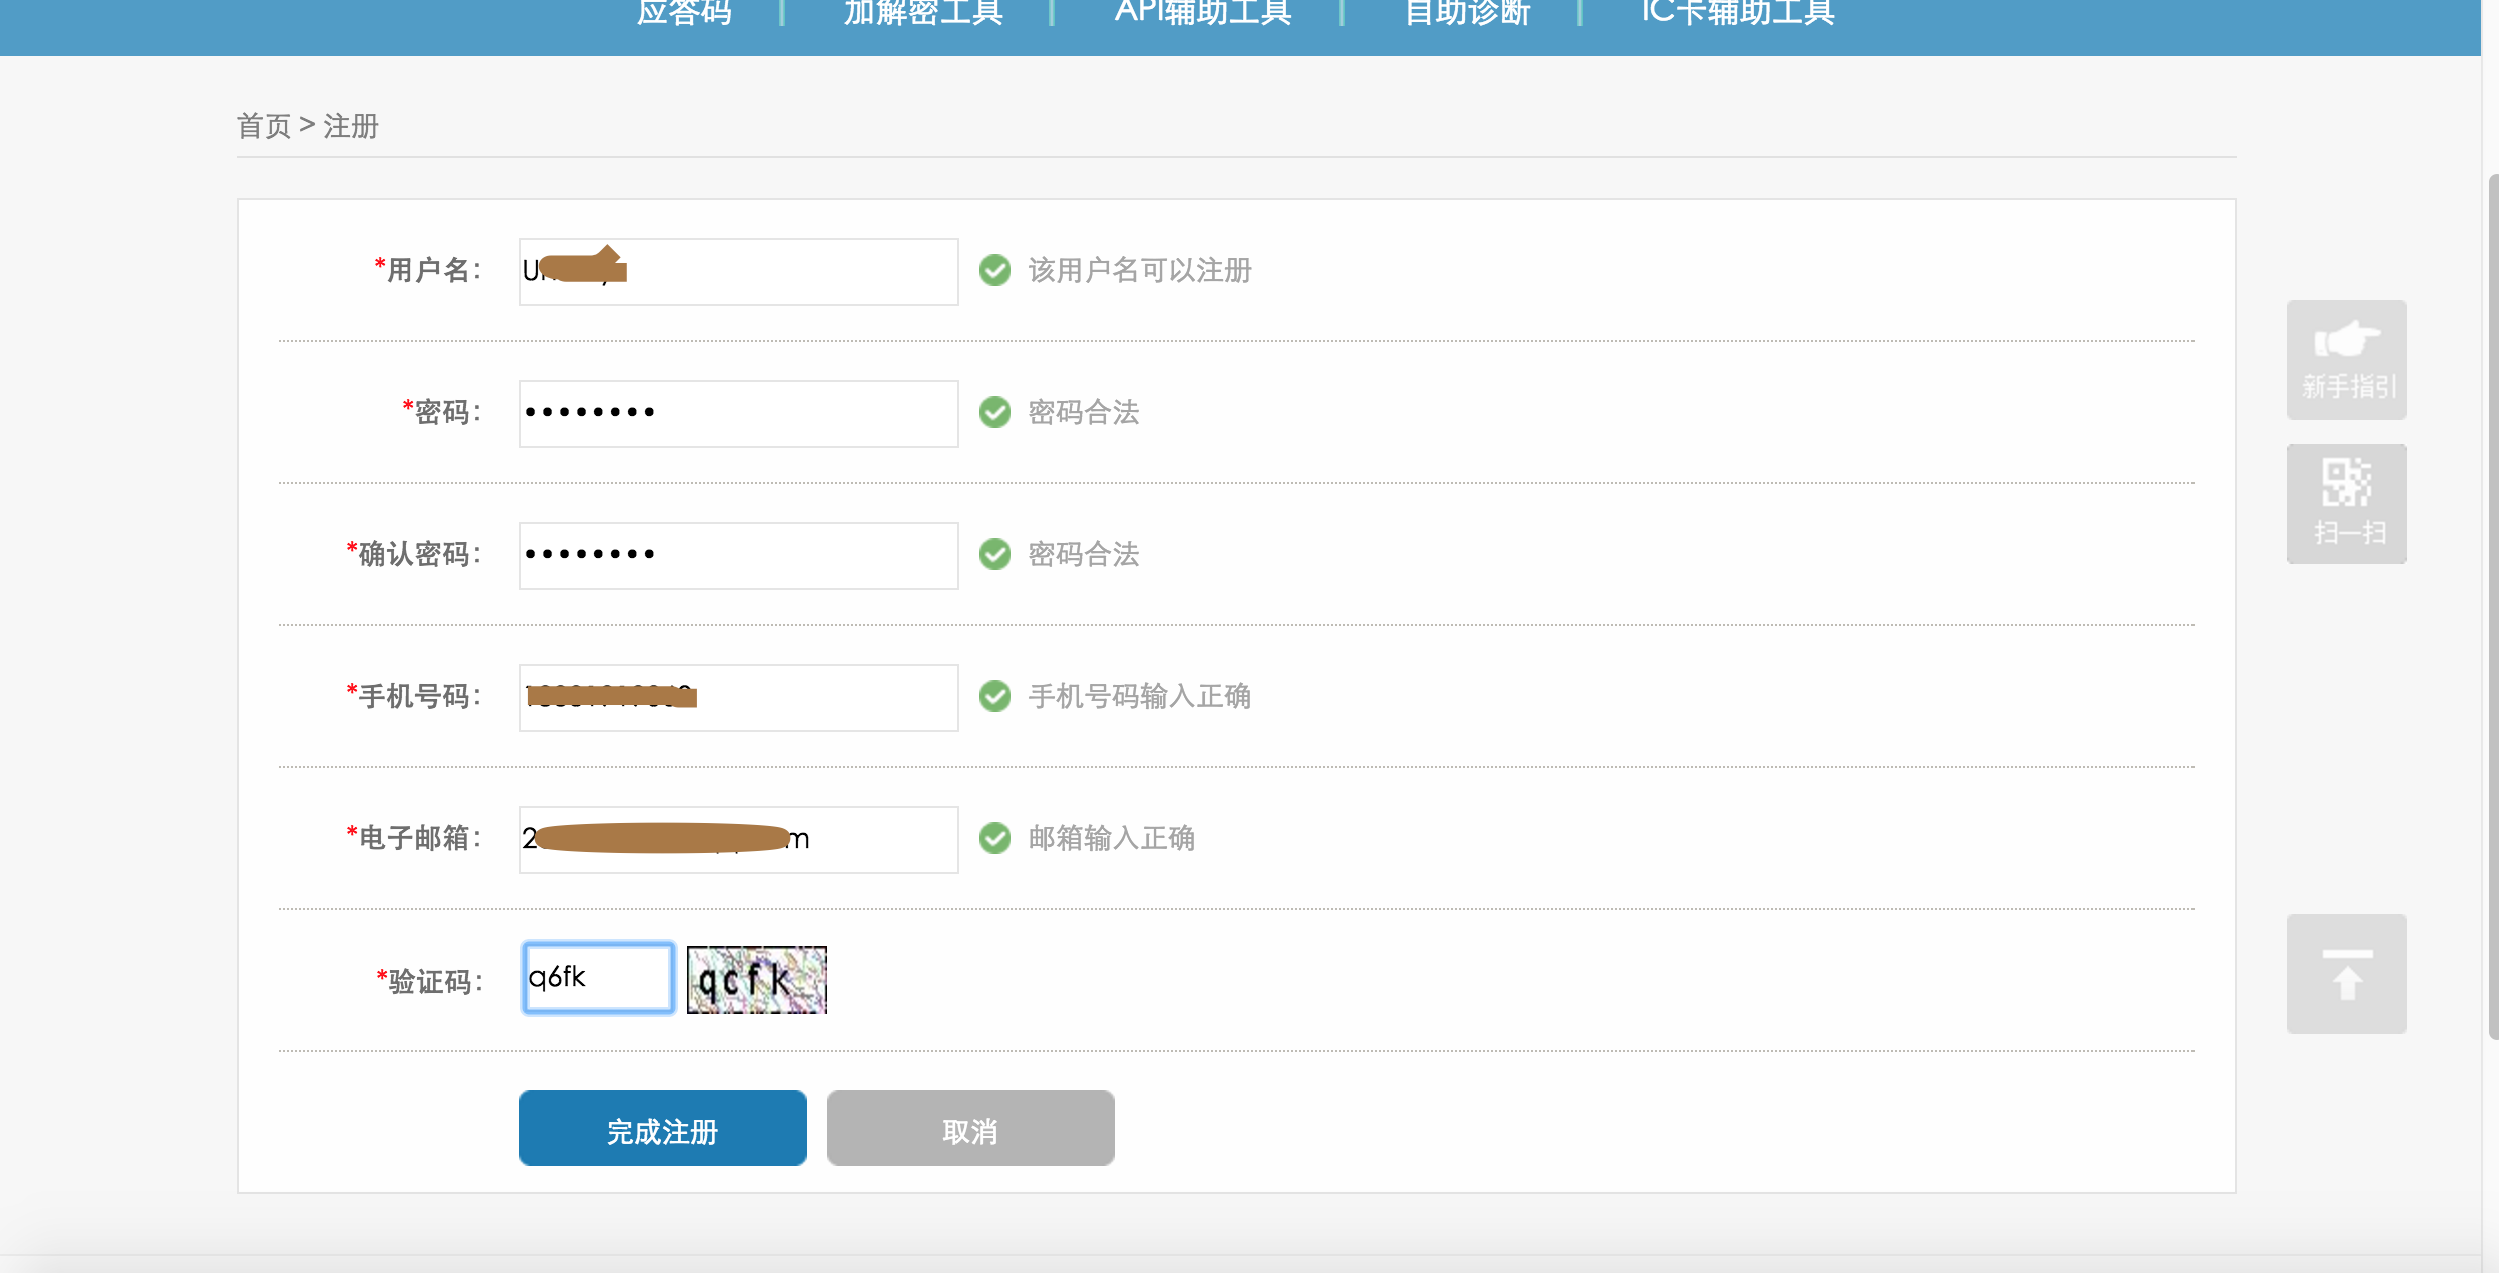 应答码 加解密工具 API辅助工具 自助诊断 IC卡辅助工具
首页 > 注册
*用户名： U 该用户名可以注册
*密码： •••••••• 密码合法
*确认密码： •••••••• 密码合法
*手机号码： 手机号码输入正确
*电子邮箱： 2 m 邮箱输入正确
*验证码： q6fk qcfk
完成注册 取消
新手指引
扫一扫